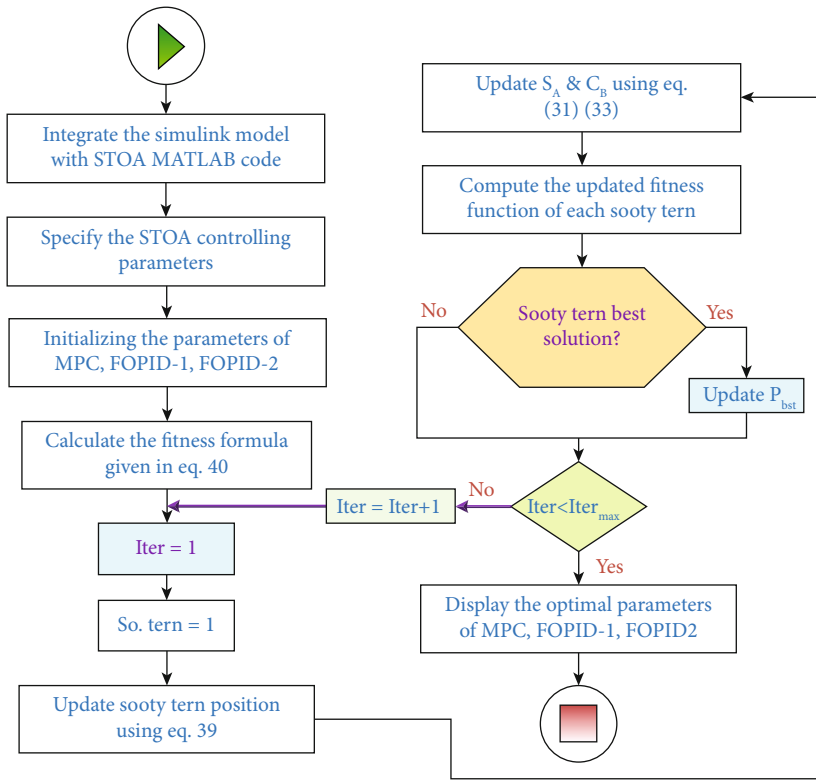 Integrate the simulink model
with STOA MATLAB code
Specify the STOA controlling
parameters
Initializing the parameters of
MPC, FOPID-1, FOPID-2
Calculate the fitness formula
given in eq. 40
Iter = 1
So. tern = 1
Update sooty tern position
using eq. 39
Update S_A & C_B using eq.
(31) (33)
Compute the updated fitness
function of each sooty tern
Sooty tern best
solution?
No
Yes
Update P_bst
Iter<Iter_max
No
Iter = Iter+1
Yes
Display the optimal parameters
of MPC, FOPID-1, FOPID2